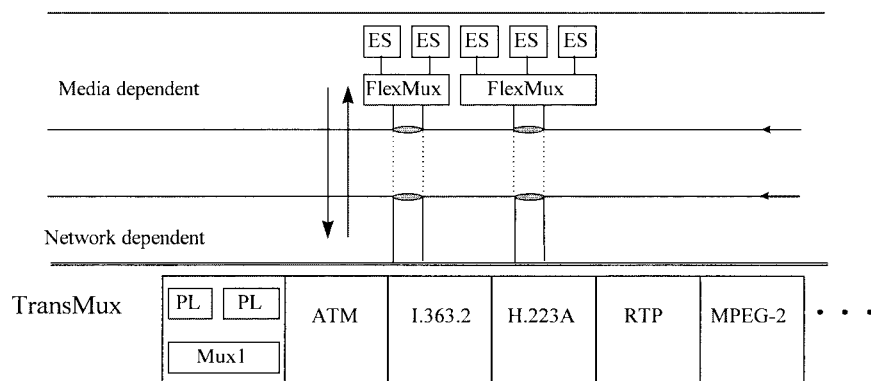 ES ES ES ES ES
Media dependent FlexMux FlexMux
Network dependent
TransMux PL PL ATM I.363.2 H.223A RTP MPEG-2 . . .
Mux1